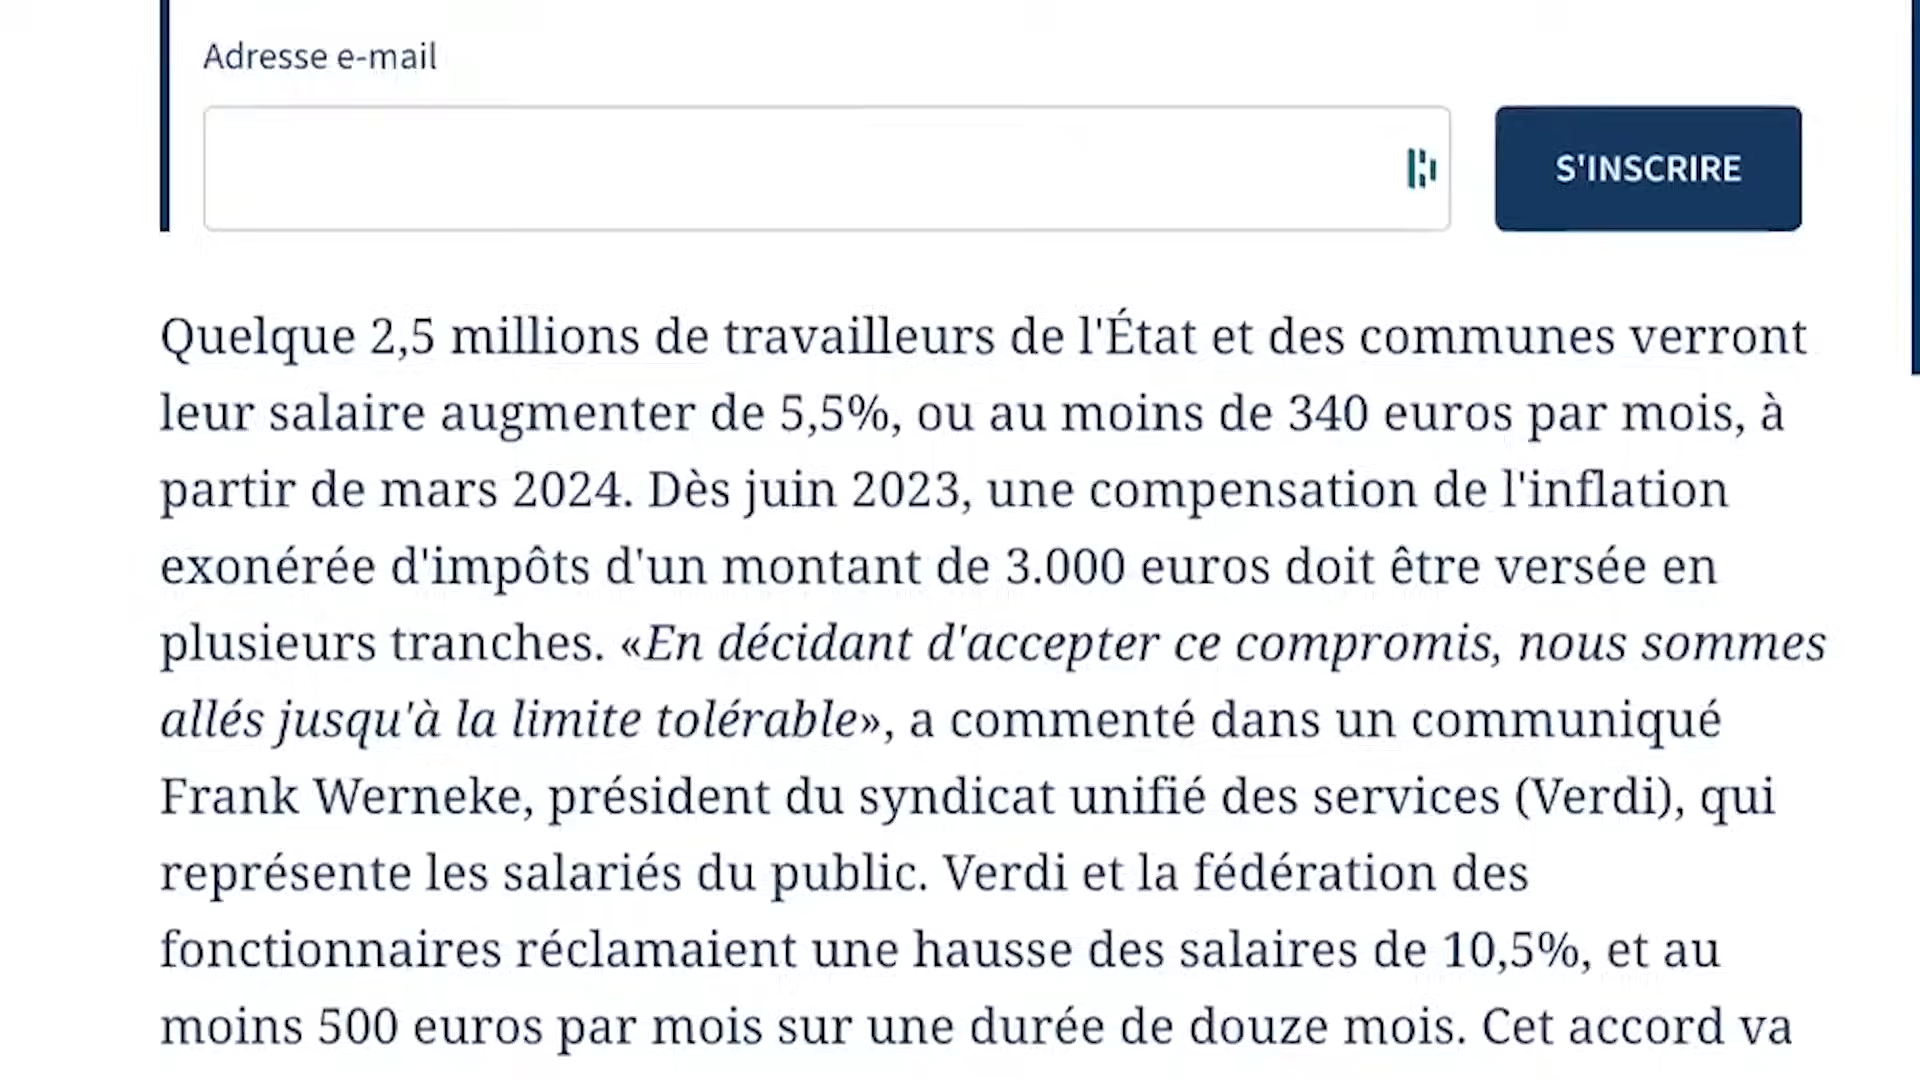 Adresse e-mail
S'INSCRIRE
Quelque 2,5 millions de travailleurs de l'État et des communes verront
leur salaire augmenter de 5,5%, ou au moins de 340 euros par mois, à
partir de mars 2024. Dès juin 2023, une compensation de l'inflation
exonérée d'impôts d'un montant de 3.000 euros doit être versée en
plusieurs tranches. «En décidant d'accepter ce compromis, nous sommes
allés jusqu'à la limite tolérable», a commenté dans un communiqué
Frank Werneke, président du syndicat unifié des services (Verdi), qui
représente les salariés du public. Verdi et la fédération des
fonctionnaires réclamaient une hausse des salaires de 10,5%, et au
moins 500 euros par mois sur une durée de douze mois. Cet accord va